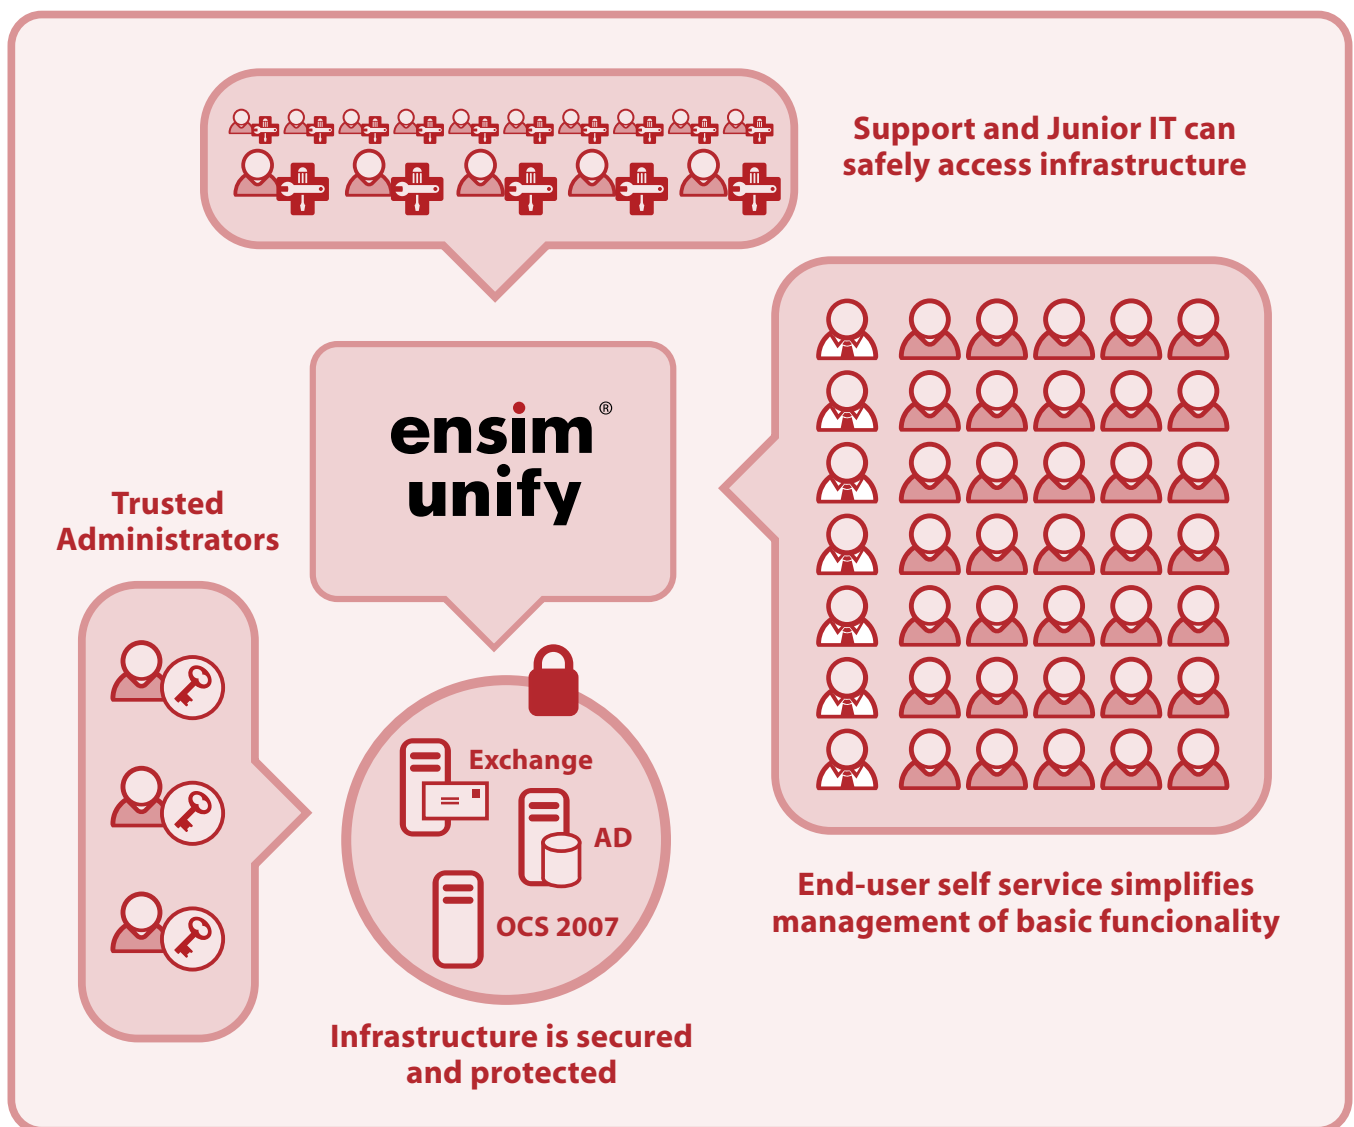 Support and Junior IT can
safely access infrastructure
ensim®
unify
Trusted
Administrators
Exchange
AD
OCS 2007
End-user self service simplifies
management of basic funcionality
Infrastructure is secured
and protected